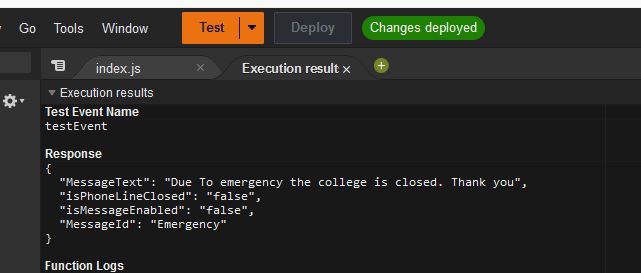 Go Tools Window Test Deploy Changes deployed
index.js Execution result
Execution results
Test Event Name
testEvent
Response
{
"MessageText": "Due To emergency the college is closed. Thank you",
"isPhoneLineClosed": "false",
"isMessageEnabled": "false",
"MessageId": "Emergency"
}
Function Logs